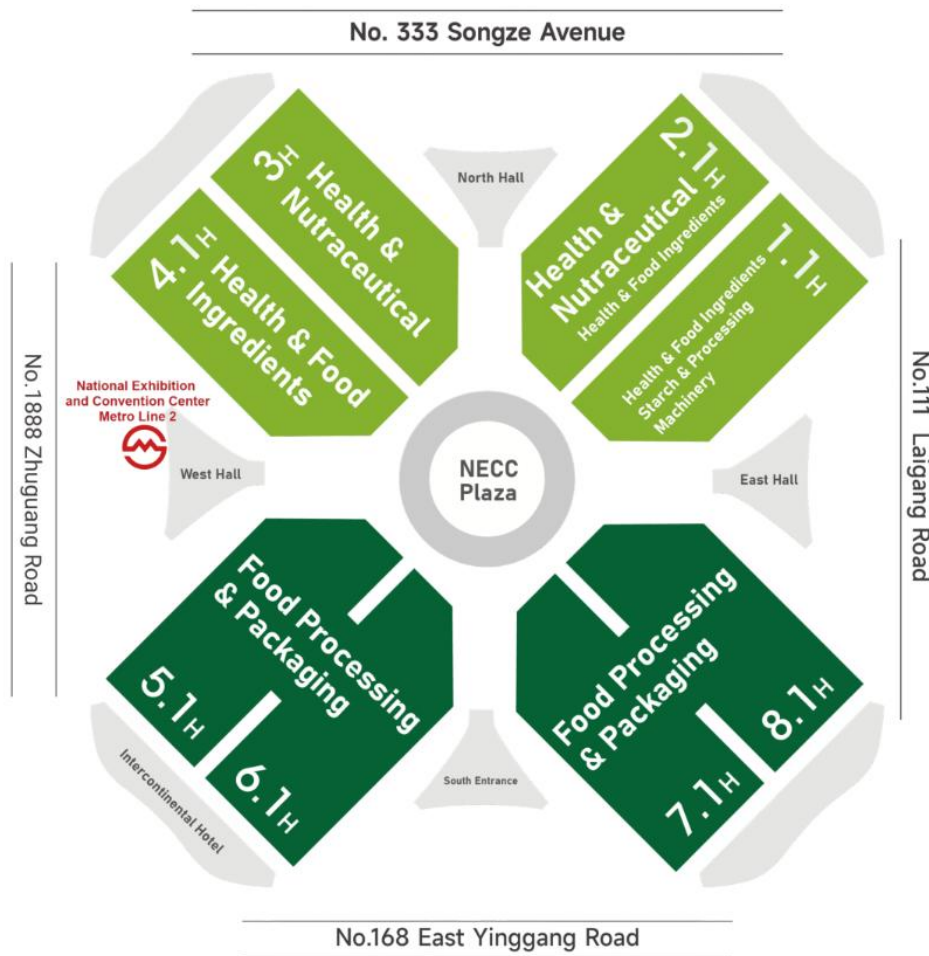 No. 333 Songze Avenue
3H
Health &
Nutraceutical
4.1H
Health & Food
Ingredients
North Hall
2.1H
Health &
Nutraceutical
Health & Food Ingredients
1.1H
Health & Food Ingredients
Starch & Processing
Machinery
No.1888 Zhuguang Road
National Exhibition
and Convention Center
Metro Line 2
West Hall
NECC
Plaza
East Hall
No.111 Laigang Road
Food Processing
& Packaging
5.1H
6.1H
Intercontinental Hotel
South Entrance
Food Processing
& Packaging
7.1H
8.1H
No.168 East Yinggang Road